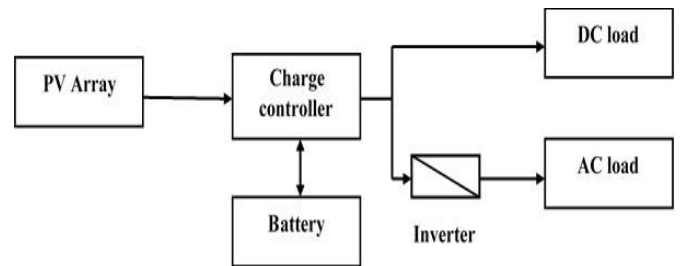 PV Array
Charge
controller
DC load
AC load
Battery
Inverter